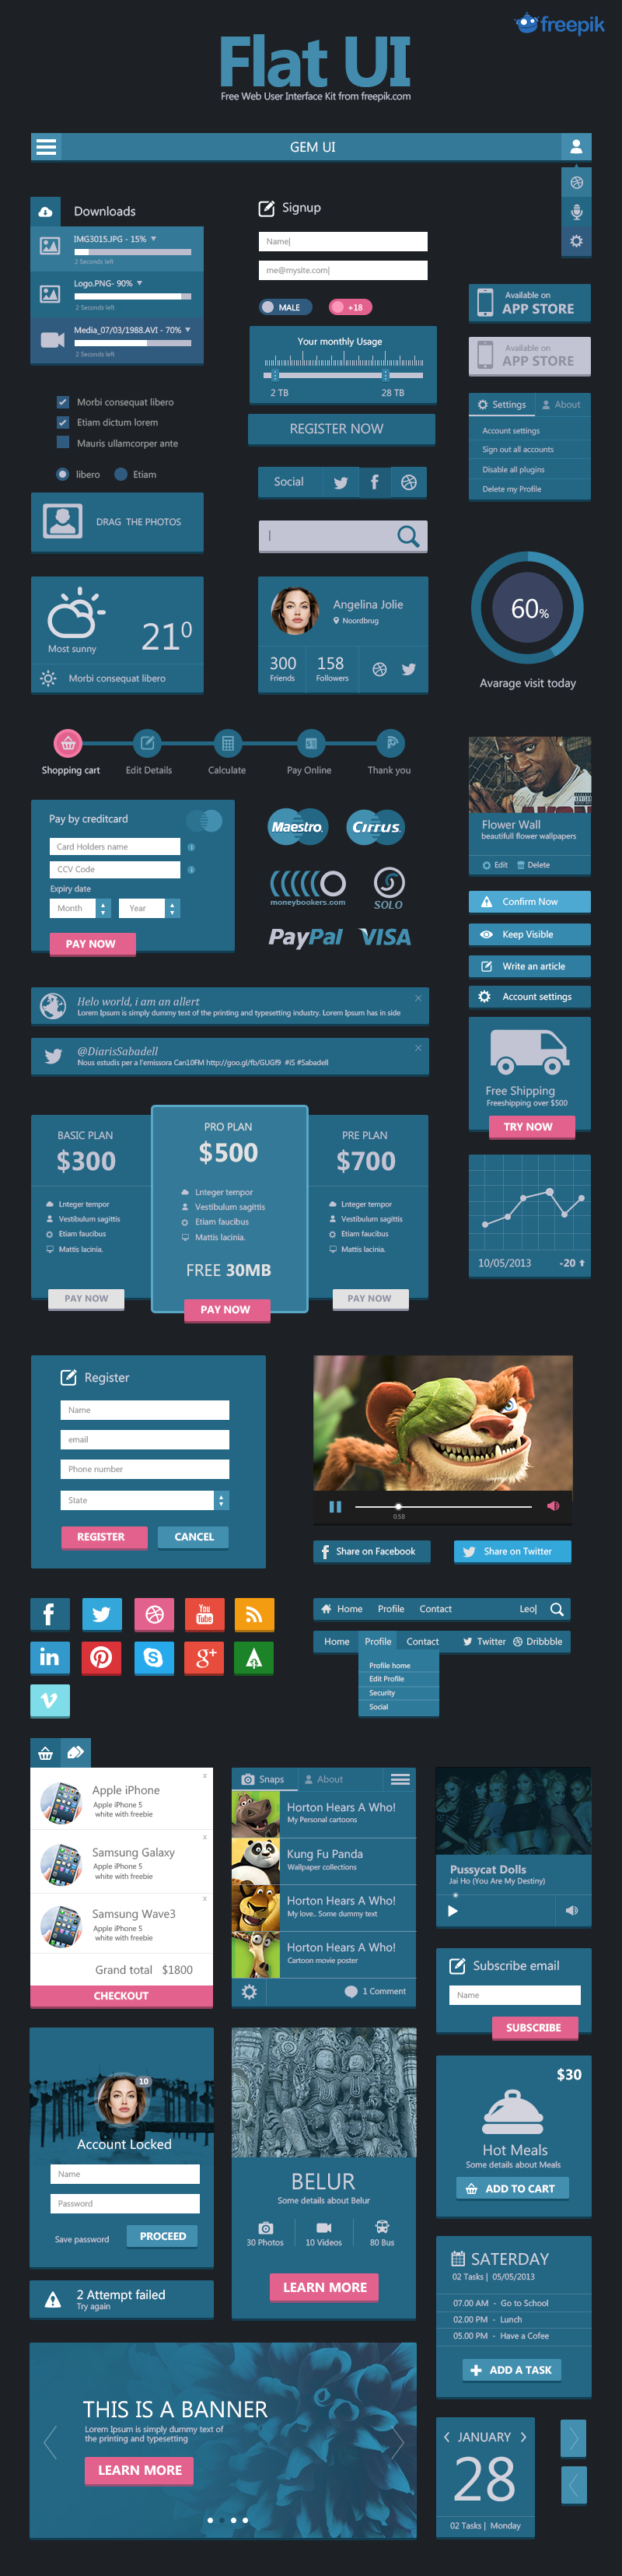 freepik
Flat UI
Free Web User Interface Kit from freepik.com
GEM UI
Downloads
IMG3015.JPG - 15%
2 Seconds left
Logo.PNG- 90%
2 Seconds left
Media_07/03/1988.AVI - 70%
2 Seconds left
Signup
Name|
me@mysite.com|
MALE
+18
Your monthly Usage
2 TB
28 TB
REGISTER NOW
Available on
APP STORE
Available on
APP STORE
Settings
About
Account settings
Sign out all accounts
Disable all plugins
Delete my Profile
Morbi consequat libero
Etiam dictum lorem
Mauris ullamcorper ante
libero
Etiam
Social
DRAG THE PHOTOS
|
Most sunny
21⁰
Morbi consequat libero
Angelina Jolie
Noordbrug
300
Friends
158
Followers
60%
Avarage visit today
Shopping cart
Edit Details
Calculate
Pay Online
Thank you
Flower Wall
beautifull flower wallpapers
Edit
Delete
Pay by creditcard
Card Holders name
CCV Code
Expiry date
Month
Year
PAY NOW
Maestro.
Cirrus.
moneybookers.com
SOLO
PayPal
VISA
Confirm Now
Keep Visible
Write an article
Account settings
Helo world, i am an allert
Lorem Ipsum is simply dummy text of the printing and typesetting industry. Lorem Ipsum has in side
@DiarisSabadell
Nous estudis per a l'emissora Can10FM http://goo.gl/fb/GUGf9 #i5 #Sabadell
Free Shipping
Freeshipping over $500
TRY NOW
BASIC PLAN
$300
Lnteger tempor
Vestibulum sagittis
Etiam faucibus
Mattis lacinia.
PAY NOW
PRO PLAN
$500
Lnteger tempor
Vestibulum sagittis
Etiam faucibus
Mattis lacinia.
FREE 30MB
PAY NOW
PRE PLAN
$700
Lnteger tempor
Vestibulum sagittis
Etiam faucibus
Mattis lacinia.
PAY NOW
10/05/2013
-20
Register
Name
email
Phone number
State
REGISTER
CANCEL
0:58
Share on Facebook
Share on Twitter
You
Tube
in
g+
Home
Profile
Contact
Leo|
Home
Profile
Contact
Twitter
Dribbble
Profile home
Edit Profile
Security
Social
x
Apple iPhone
Apple iPhone 5
white with freebie
x
Samsung Galaxy
Apple iPhone 5
white with freebie
x
Samsung Wave3
Apple iPhone 5
white with freebie
Grand total $1800
CHECKOUT
Snaps
About
Horton Hears A Who!
My Personal cartoons
Kung Fu Panda
Wallpaper collections
Horton Hears A Who!
My love.. Some dummy text
Horton Hears A Who!
Cartoon movie poster
1 Comment
Pussycat Dolls
Jai Ho (You Are My Destiny)
Subscribe email
Name
SUBSCRIBE
10
Account Locked
Name
Password
Save password
PROCEED
2 Attempt failed
Try again
BELUR
Some details about Belur
30 Photos
10 Videos
80 Bus
LEARN MORE
$30
Hot Meals
Some details about Meals
ADD TO CART
SATERDAY
02 Tasks | 05/05/2013
07.00 AM - Go to School
02.00 PM - Lunch
05.00 PM - Have a Cofee
ADD A TASK
THIS IS A BANNER
Lorem Ipsum is simply dummy text of
the printing and typesetting
LEARN MORE
JANUARY
28
02 Tasks | Monday